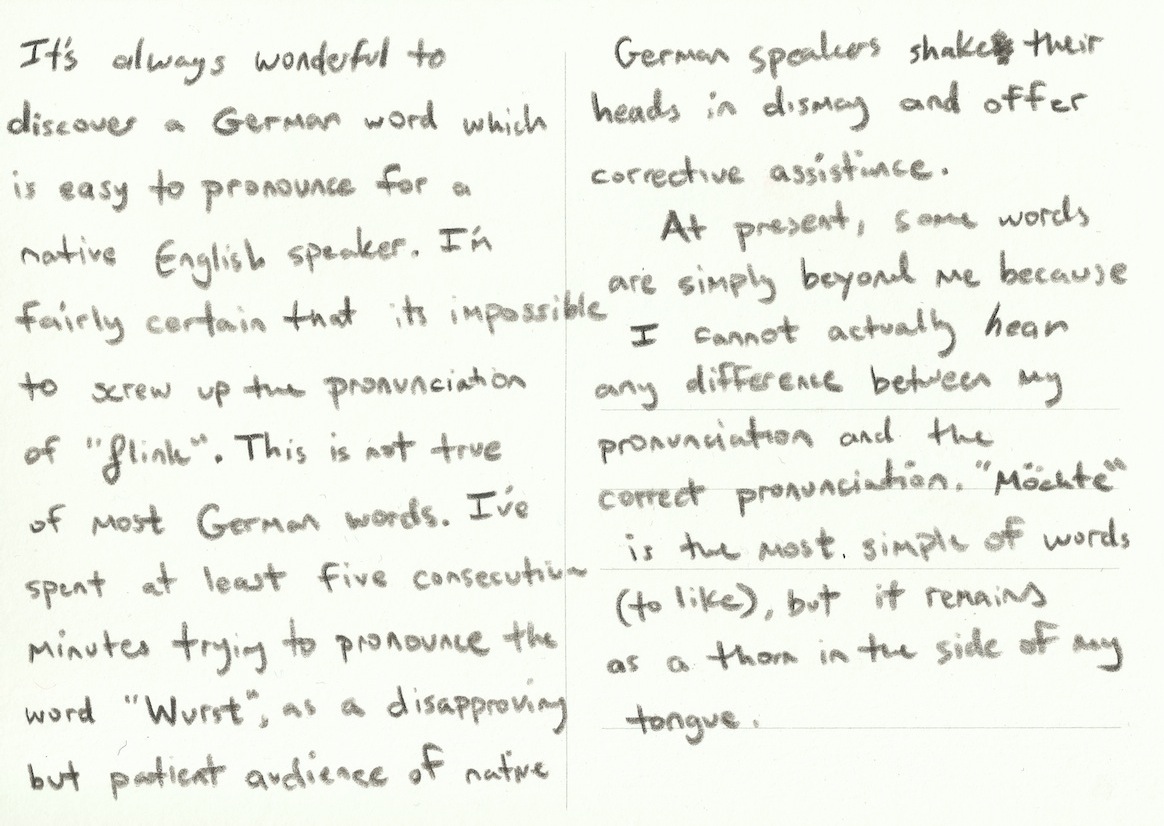 It's always wonderful to
discover a German word which
is easy to pronounce for a
native English speaker. I'm
fairly certain that its impossible
to screw up the pronunciation
of "flink". This is not true
of most German words. I've
spent at least five consecutive
minutes trying to pronounce the
word "Wurst", as a disapproving
but patient audience of native
German speakers shake their
heads in dismay and offer
corrective assistance.
At present, some words
are simply beyond me because
I cannot actually hear
any difference between my
pronunciation and the
correct pronunciation. "Möchte"
is the most simple of words
(to like), but it remains
as a thorn in the side of my
tongue.